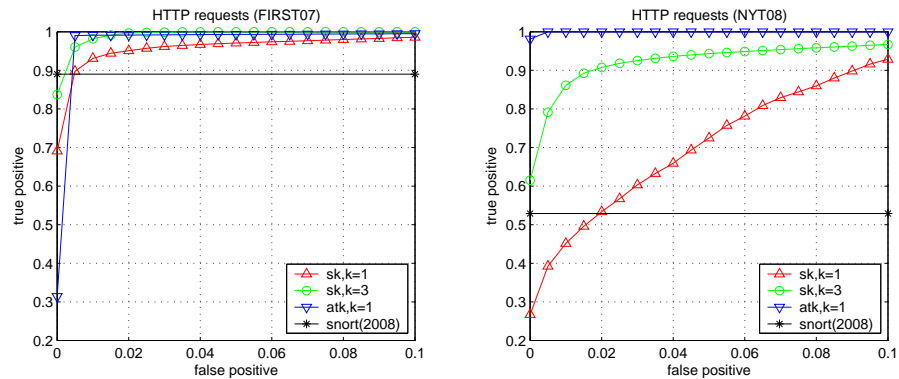 HTTP requests (FIRST07)
true positive
1
0.9
0.8
0.7
0.6
0.5
0.4
0.3
0.2
sk,k=1
sk,k=3
atk,k=1
snort(2008)
0
0.02
0.04
0.06
0.08
0.1
false positive
HTTP requests (NYT08)
true positive
1
0.9
0.8
0.7
0.6
0.5
0.4
0.3
0.2
sk,k=1
sk,k=3
atk,k=1
snort(2008)
0
0.02
0.04
0.06
0.08
0.1
false positive